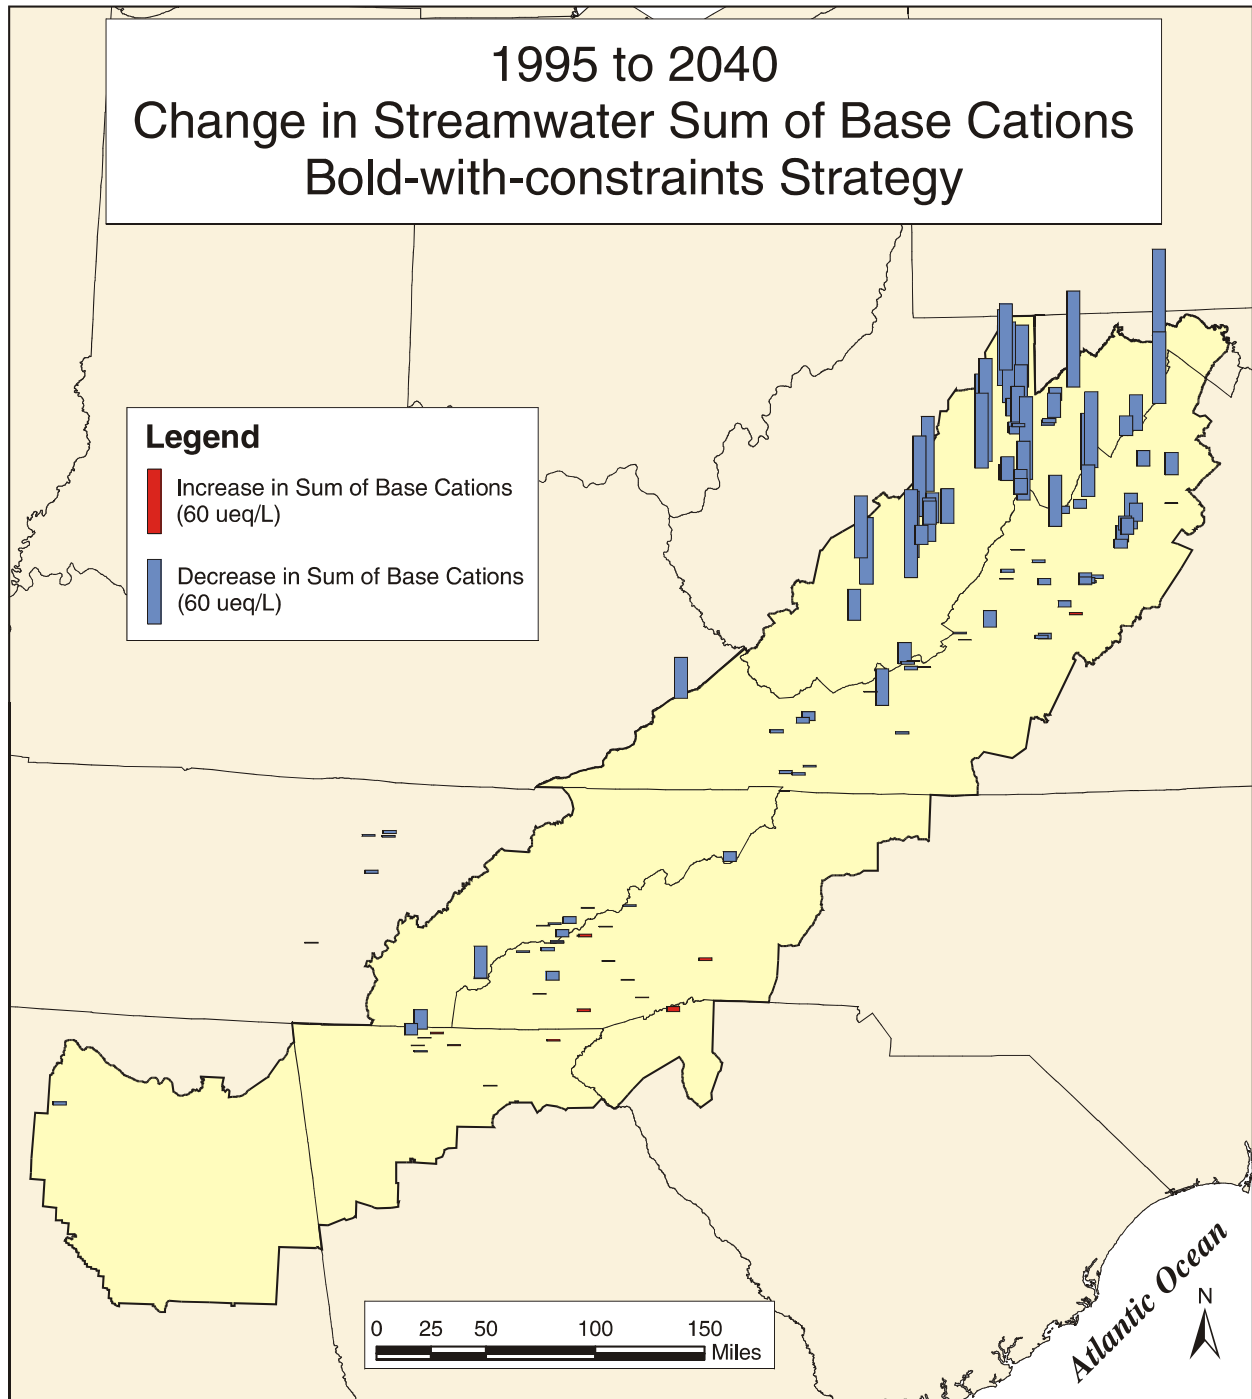 1995 to 2040
Change in Streamwater Sum of Base Cations
Bold-with-constraints Strategy
Legend
Increase in Sum of Base Cations
(60 ueq/L)
Decrease in Sum of Base Cations
(60 ueq/L)
0 25 50 100 150
Miles
Atlantic Ocean
N